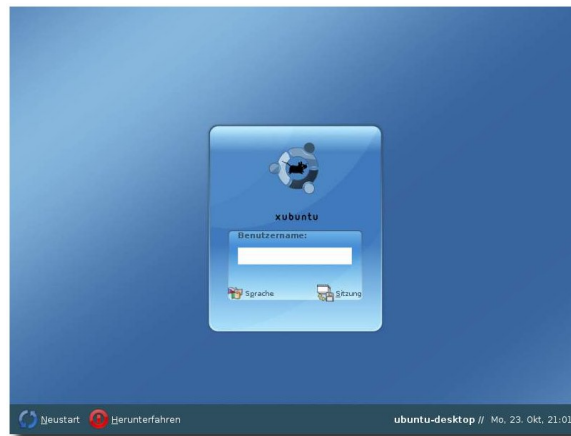 xubuntu
Benutzername:
Sprache Sitzung
Neustart Herunterfahren ubuntu-desktop // Mo, 23. Okt, 21:01